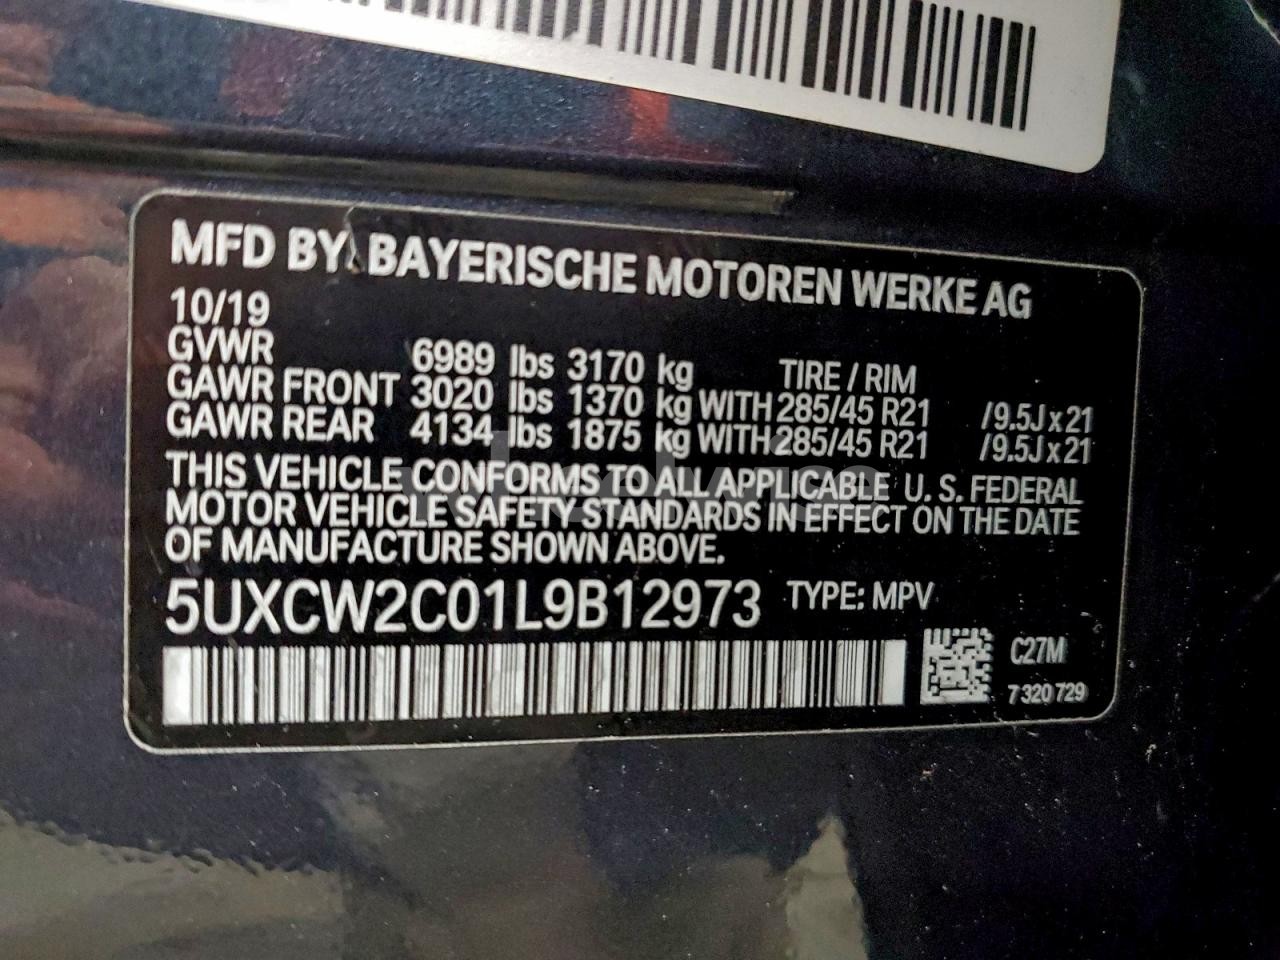 MFD BY BAYERISCHE MOTOREN WERKE AG
10/19
GVWR 6989 lbs 3170 kg TIRE / RIM
GAWR FRONT 3020 lbs 1370 kg WITH 285/45 R21 /9.5J x 21
GAWR REAR 4134 lbs 1875 kg WITH 285/45 R21 /9.5J x 21
THIS VEHICLE CONFORMS TO ALL APPLICABLE U. S. FEDERAL
MOTOR VEHICLE SAFETY STANDARDS IN EFFECT ON THE DATE
OF MANUFACTURE SHOWN ABOVE.
5UXCW2C01L9B12973 TYPE: MPV
C27M
7 320 729